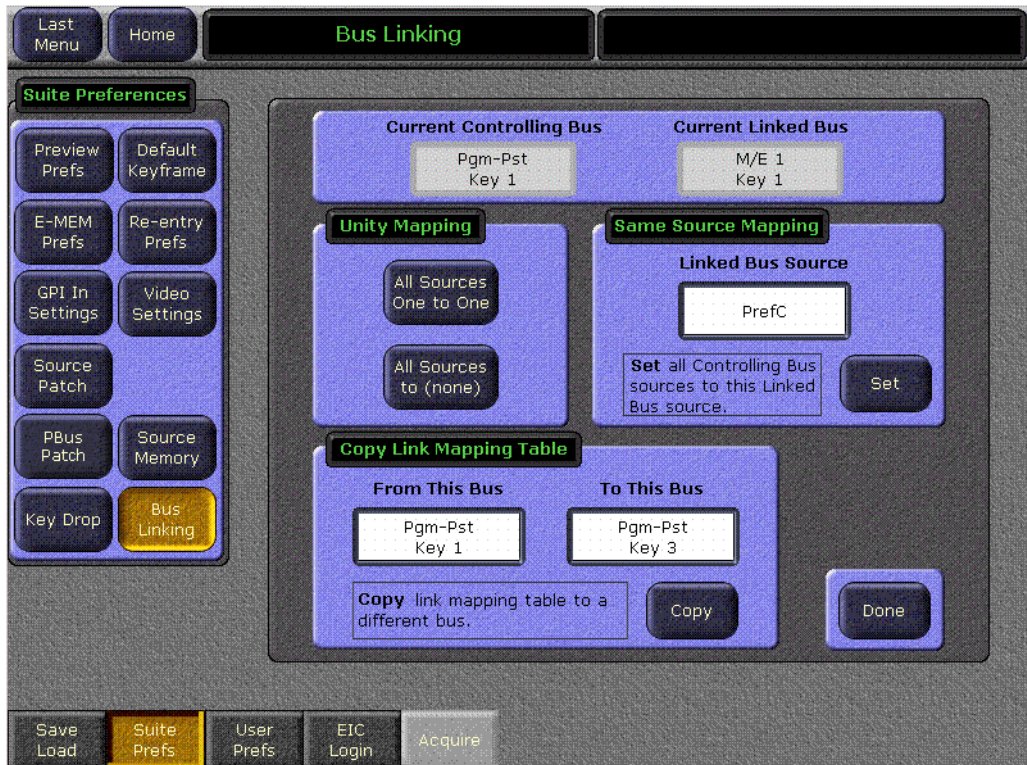 Last
Menu
Home
Bus Linking
Suite Preferences
Preview
Prefs
Default
Keyframe
E-MEM
Prefs
Re-entry
Prefs
GPI In
Settings
Video
Settings
Source
Patch
PBus
Patch
Source
Memory
Key Drop
Bus
Linking
Current Controlling Bus
Pgm-Pst
Key 1
Current Linked Bus
M/E 1
Key 1
Unity Mapping
All Sources
One to One
All Sources
to (none)
Same Source Mapping
Linked Bus Source
PrefC
Set all Controlling Bus
sources to this Linked
Bus source.
Set
Copy Link Mapping Table
From This Bus
Pgm-Pst
Key 1
To This Bus
Pgm-Pst
Key 3
Copy link mapping table to a
different bus.
Copy
Done
Save
Load
Suite
Prefs
User
Prefs
EIC
Login
Acquire